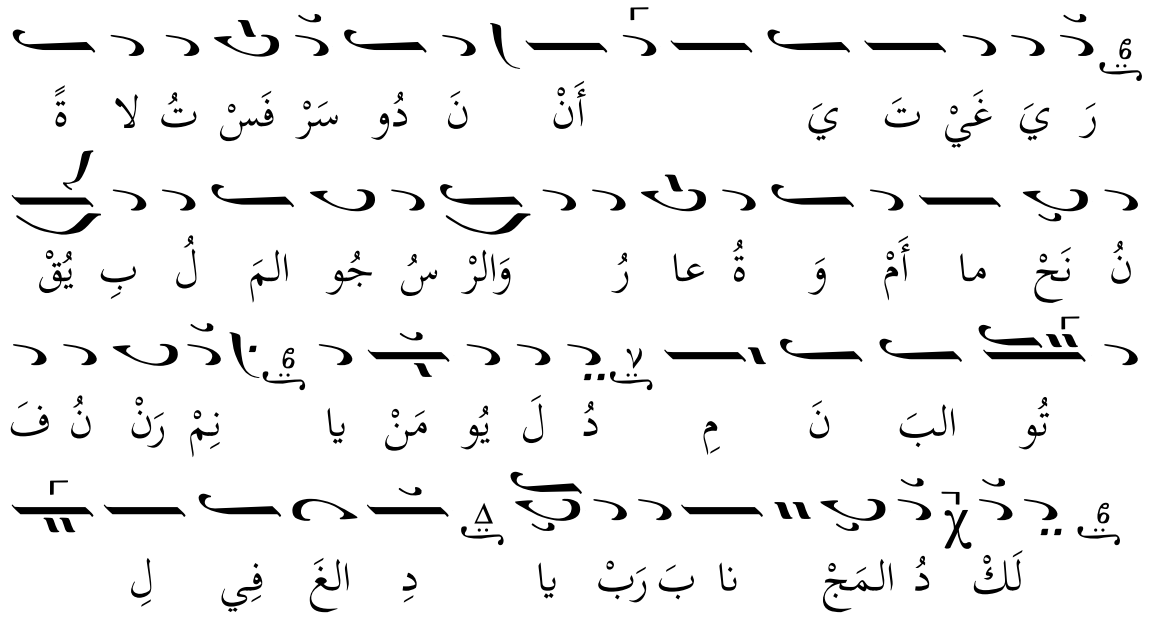 رَ يَ غَيْ تَ يَ أَنْ نَ دُو سَرْ فَسْ تُ لا ةً
نُ نَحْ ما أَمْ وَ ةُ عا رُ وَالرْ سُ جُو المَ لُ بِ يُقْ
تُو البَ نَ مِ دُ لَ يُو مَنْ يا نِمْ رَنْ نُ فَ
لَكْ دُ المَجْ نا بَ رَبْ يا دِ الغَ فِي لِ